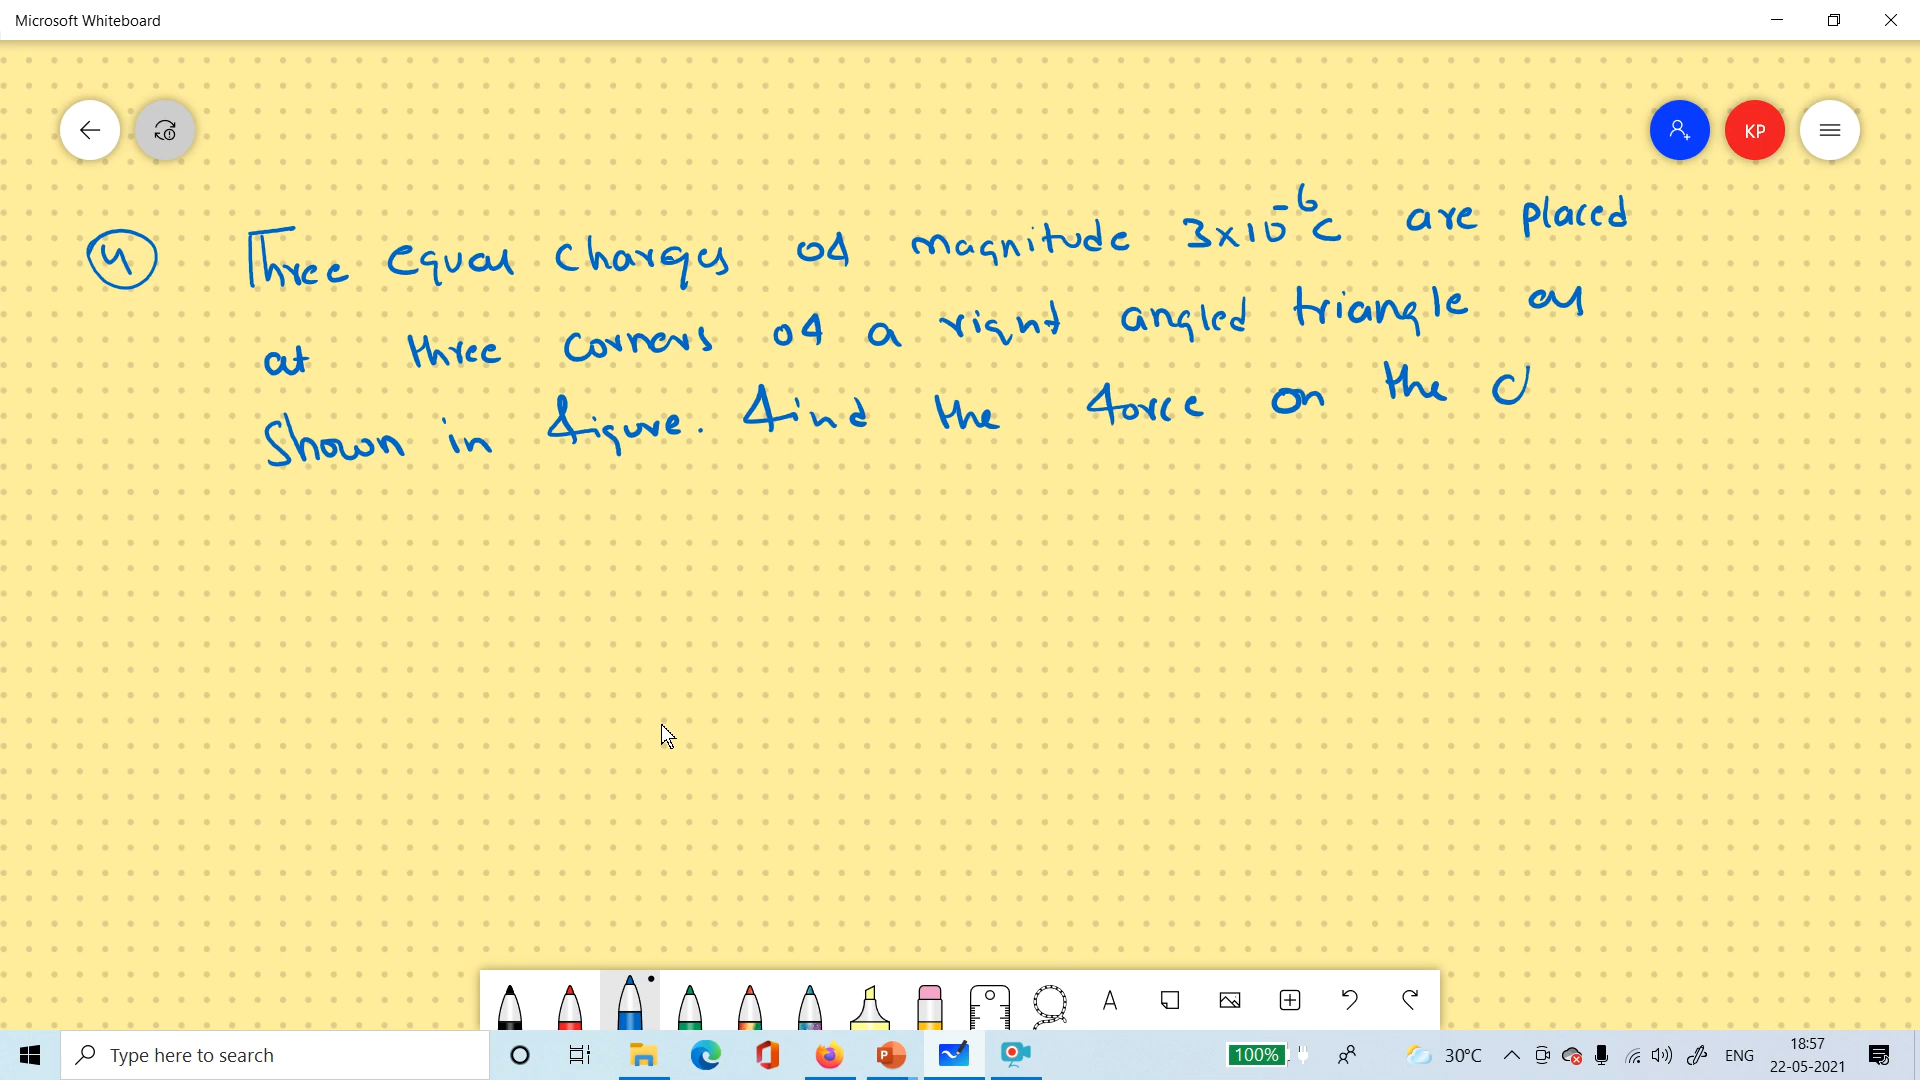 Microsoft Whiteboard
KP
4 Three equal charges of magnitude 3x10⁻⁶C are placed
at three corners of a right angled triangle as
shown in figure. find the force on the
A
100%
Type here to search
30°C
ENG
18:57
22-05-2021